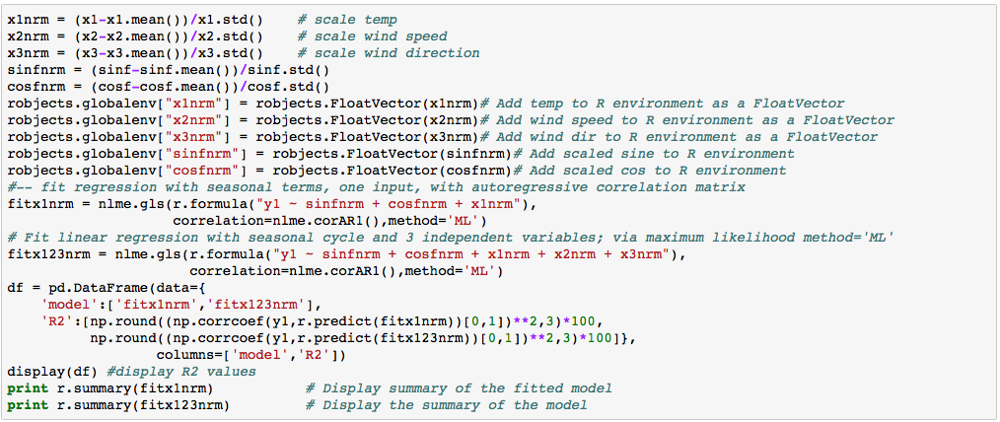 x1nrm = (x1-x1.mean())/x1.std()    # scale temp
x2nrm = (x2-x2.mean())/x2.std()    # scale wind speed
x3nrm = (x3-x3.mean())/x3.std()    # scale wind direction
sinfnrm = (sinf-sinf.mean())/sinf.std()
cosfnrm = (cosf-cosf.mean())/cosf.std()
robjects.globalenv["x1nrm"] = robjects.FloatVector(x1nrm)# Add temp to R environment as a FloatVector
robjects.globalenv["x2nrm"] = robjects.FloatVector(x2nrm)# Add wind speed to R environment as a FloatVector
robjects.globalenv["x3nrm"] = robjects.FloatVector(x3nrm)# Add wind dir to R environment as a FloatVector
robjects.globalenv["sinfnrm"] = robjects.FloatVector(sinfnrm)# Add scaled sine to R environment
robjects.globalenv["cosfnrm"] = robjects.FloatVector(cosfnrm)# Add scaled cos to R environment
#-- fit regression with seasonal terms, one input, with autoregressive correlation matrix
fitx1nrm = nlme.gls(r.formula("y1 ~ sinfnrm + cosfnrm + x1nrm"),
                    correlation=nlme.corAR1(),method='ML')
# Fit linear regression with seasonal cycle and 3 independent variables; via maximum likelihood method='ML'
fitx123nrm = nlme.gls(r.formula("y1 ~ sinfnrm + cosfnrm + x1nrm + x2nrm + x3nrm"),
                      correlation=nlme.corAR1(),method='ML')
df = pd.DataFrame(data={
    'model':['fitx1nrm','fitx123nrm'],
    'R2':[np.round((np.corrcoef(y1,r.predict(fitx1nrm))[0,1])**2,3)*100,
          np.round((np.corrcoef(y1,r.predict(fitx123nrm))[0,1])**2,3)*100]},
                  columns=['model','R2'])
display(df) #display R2 values
print r.summary(fitx1nrm)           # Display summary of the fitted model
print r.summary(fitx123nrm)         # Display the summary of the model